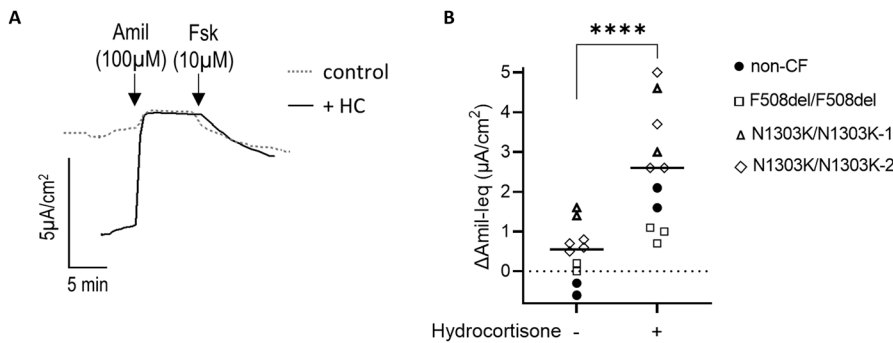 A
Amil
(100µM)
Fsk
(10µM)
control
+ HC
5µA/cm²
5 min
B
****
ΔAmil-Ieq (µA/cm²)
5
4
3
2
1
0
Hydrocortisone - +
non-CF
F508del/F508del
N1303K/N1303K-1
N1303K/N1303K-2